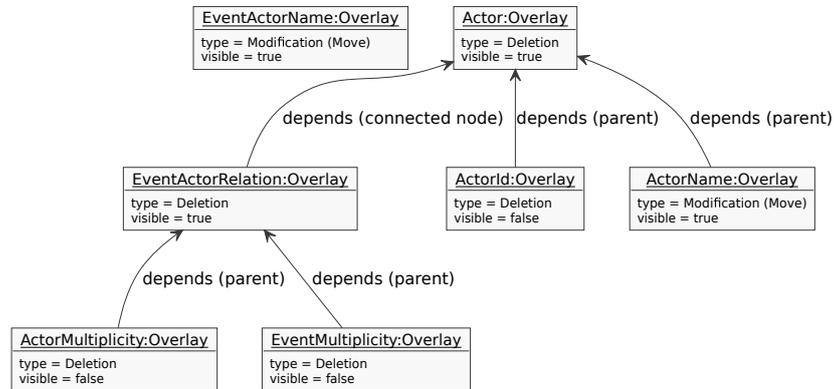 EventActorName:Overlay
type = Modification (Move)
visible = true
Actor:Overlay
type = Deletion
visible = true
depends (connected node)
depends (parent)
depends (parent)
EventActorRelation:Overlay
type = Deletion
visible = true
ActorId:Overlay
type = Deletion
visible = false
ActorName:Overlay
type = Modification (Move)
visible = true
depends (parent)
depends (parent)
ActorMultiplicity:Overlay
type = Deletion
visible = false
EventMultiplicity:Overlay
type = Deletion
visible = false